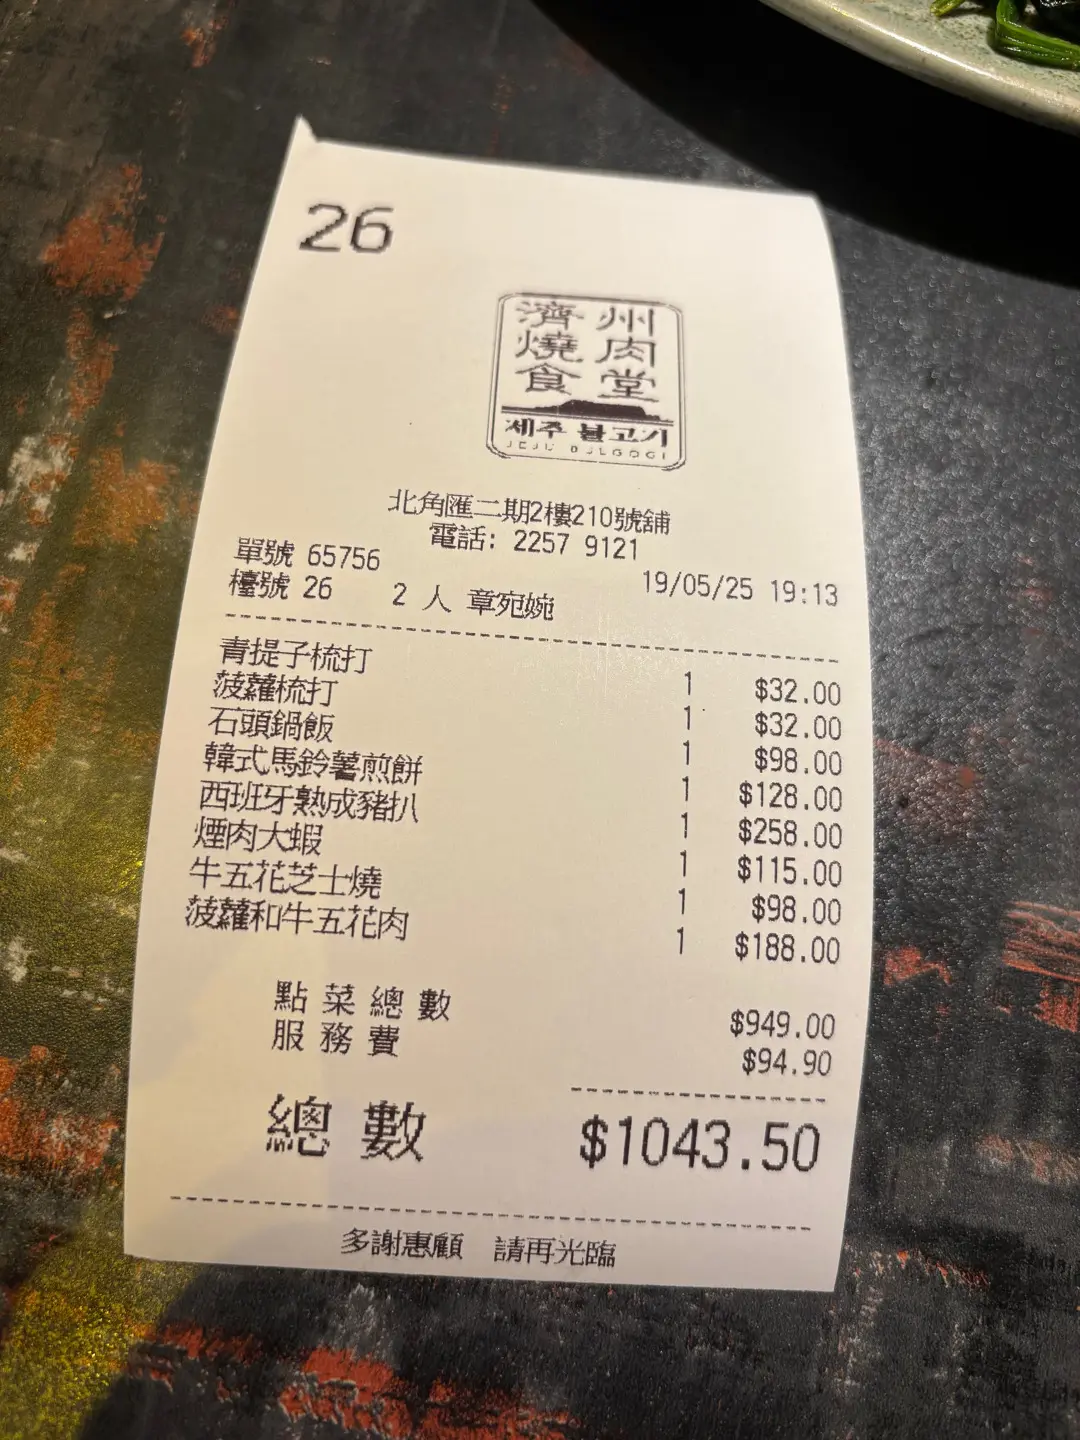 26
濟州
燒肉
食堂
제주 불고기
JEJU BULGOGI
北角匯二期2樓210號舖
電話: 2257 9121
單號 65756
19/05/25 19:13
檯號 26 2 人 章宛婉
青提子梳打 1 $32.00
菠蘿梳打 1 $32.00
石頭鍋飯 1 $98.00
韓式馬鈴薯煎餅 1 $128.00
西班牙熟成豬扒 1 $258.00
煙肉大蝦 1 $115.00
牛五花芝士燒 1 $98.00
菠蘿和牛五花肉 1 $188.00
點菜總數 $949.00
服務費 $94.90
總數 $1043.50
多謝惠顧 請再光臨